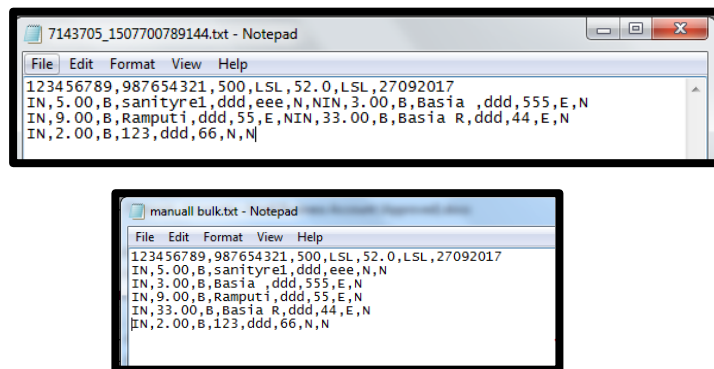 7143705_1507700789144.txt - Notepad
File Edit Format View Help
123456789,987654321,500,LSL,52.0,LSL,27092017
IN,5.00,B,sanityre1,ddd,eee,N,NIN,3.00,B,Basia ,ddd,555,E,N
IN,9.00,B,Ramputi,ddd,55,E,NIN,33.00,B,Basia R,ddd,44,E,N
IN,2.00,B,123,ddd,66,N,N
manuall bulk.txt - Notepad
File Edit Format View Help
123456789,987654321,500,LSL,52.0,LSL,27092017
IN,5.00,B,sanityre1,ddd,eee,N,N
IN,3.00,B,Basia ,ddd,555,E,N
IN,9.00,B,Ramputi,ddd,55,E,N
IN,33.00,B,Basia R,ddd,44,E,N
IN,2.00,B,123,ddd,66,N,N